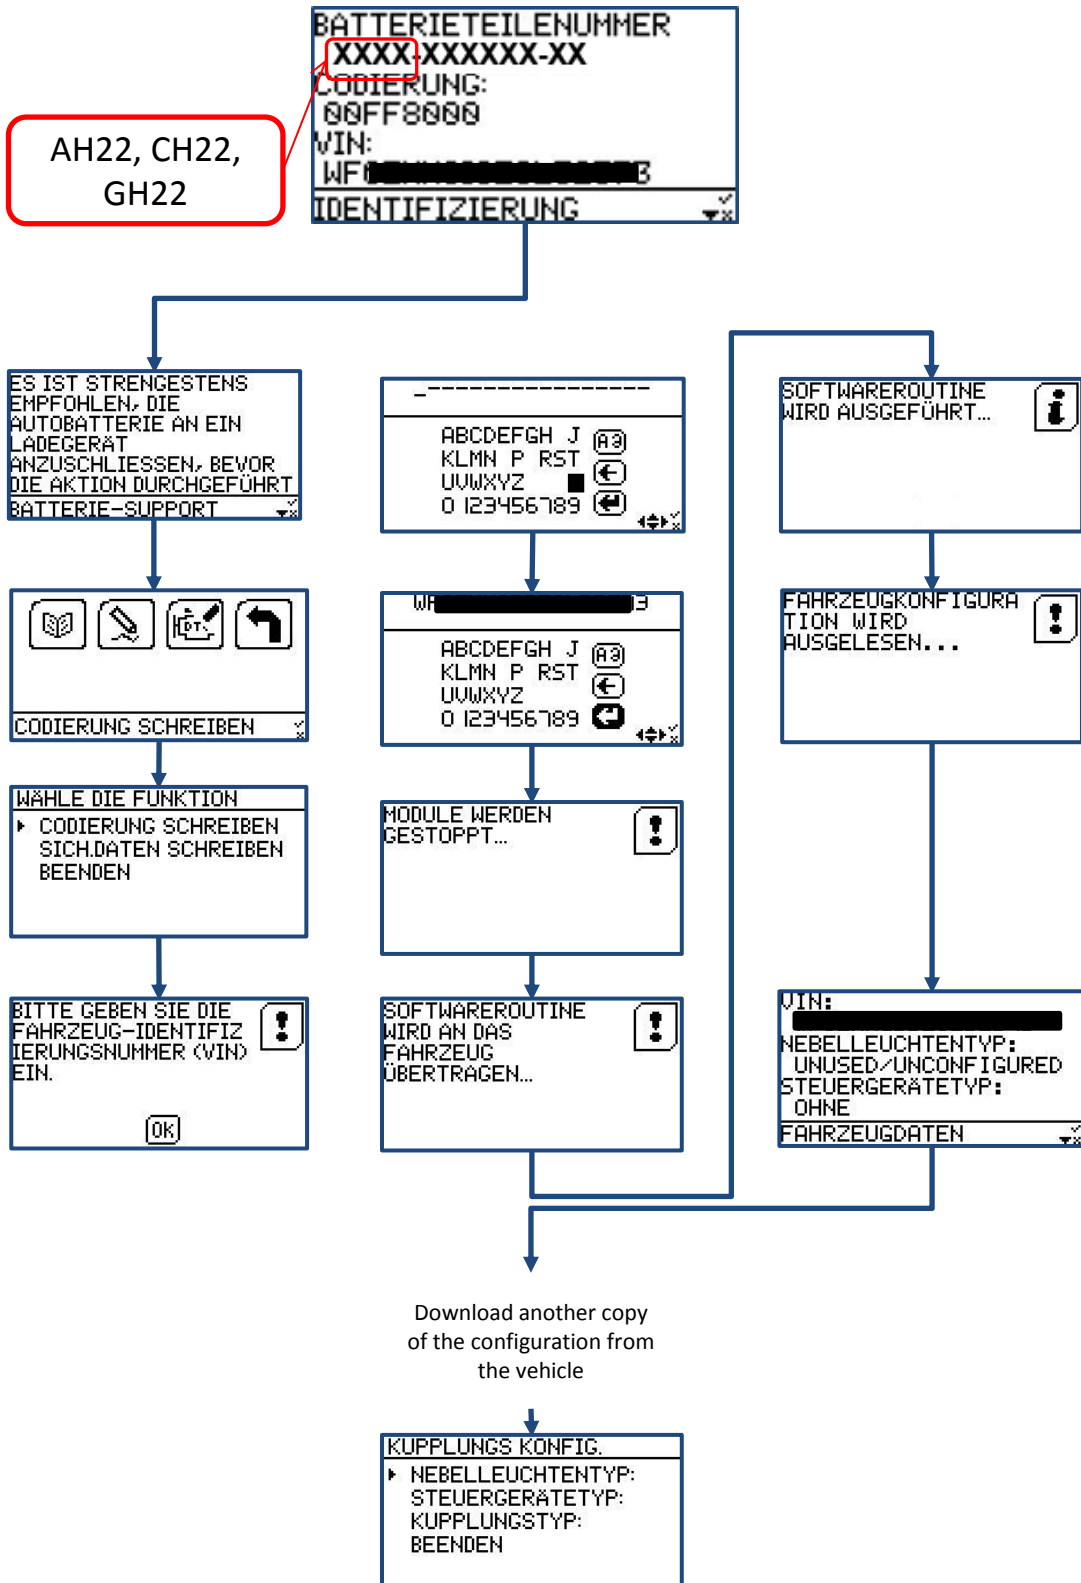 BATTERIETEILENUMMER
XXXX-XXXXXX-XX
CODIERUNG:
00FF8000
VIN:
IDENTIFIZIERUNG
AH22, CH22,
GH22
ES IST STRENGESTENS
EMPFOHLEN, DIE
AUTOBATTERIE AN EIN
LADEGERÄT
ANZUSCHLIESSEN, BEVOR
DIE AKTION DURCHGEFÜHRT
BATTERIE-SUPPORT
CODIERUNG SCHREIBEN
WÄHLE DIE FUNKTION
CODIERUNG SCHREIBEN
SICH.DATEN SCHREIBEN
BEENDEN
BITTE GEBEN SIE DIE
FAHRZEUG-IDENTIFIZ
IERUNGSNUMMER (VIN)
EIN.
OK
ABCDEFGH J
KLMN P RST
UVWXYZ
0 123456789
ABCDEFGH J
KLMN P RST
UVWXYZ
0 123456789
MODULE WERDEN
GESTOPPT...
SOFTWAREROUTINE
WIRD AN DAS
FAHRZEUG
ÜBERTRAGEN...
SOFTWAREROUTINE
WIRD AUSGEFÜHRT...
FAHRZEUGKONFIGURA
TION WIRD
AUSGELESEN...
VIN:
NEBELLEUCHTENTYP:
UNUSED/UNCONFIGURED
STEUERGERÄTETYP:
OHNE
FAHRZEUGDATEN
Download another copy
of the configuration from
the vehicle
KUPPLUNGS KONFIG.
NEBELLEUCHTENTYP:
STEUERGERÄTETYP:
KUPPLUNGSTYP:
BEENDEN